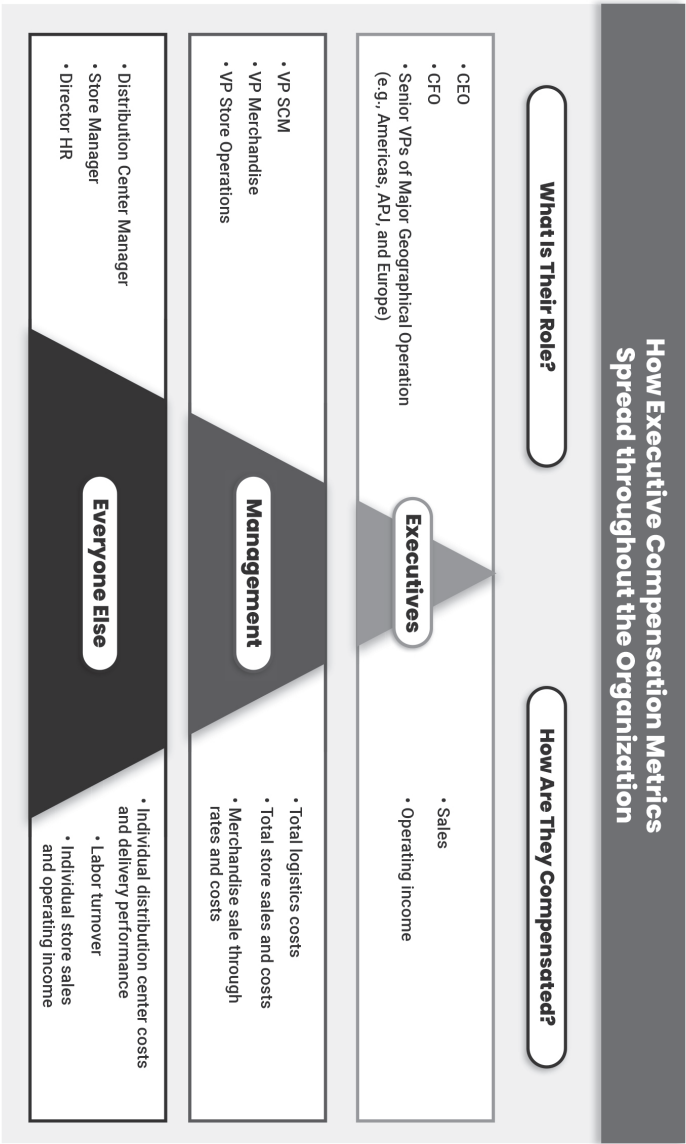 How Executive Compensation Metrics
Spread throughout the Organization
What Is Their Role?
How Are They Compensated?
• CEO
• CFO
• Senior VPs of Major Geographical Operation
(e.g., Americas, APJ, and Europe)
Executives
• Sales
• Operating income
• VP SCM
• VP Merchandise
• VP Store Operations
Management
• Total logistics costs
• Total store sales and costs
• Merchandise sale through
rates and costs
• Distribution Center Manager
• Store Manager
• Director HR
Everyone Else
• Individual distribution center costs
and delivery performance
• Labor turnover
• Individual store sales
and operating income